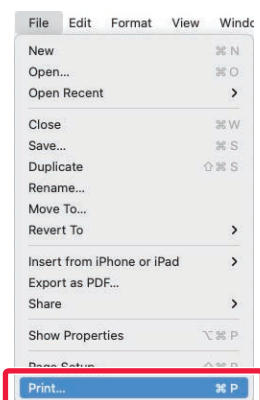 File Edit Format View
New ⌘ N
Open... ⌘ O
Open Recent >
Close ⌘ W
Save... ⌘ S
Duplicate ⇧ ⌘ S
Rename...
Move To...
Revert To >
Insert from iPhone or iPad >
Export as PDF...
Share >
Show Properties ⌥ ⌘ P
Page Setup ⇧ ⌘ P
Print... ⌘ P